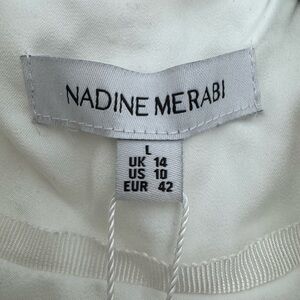 NADINE MERABI
L
UK 14
US 10
EUR 42